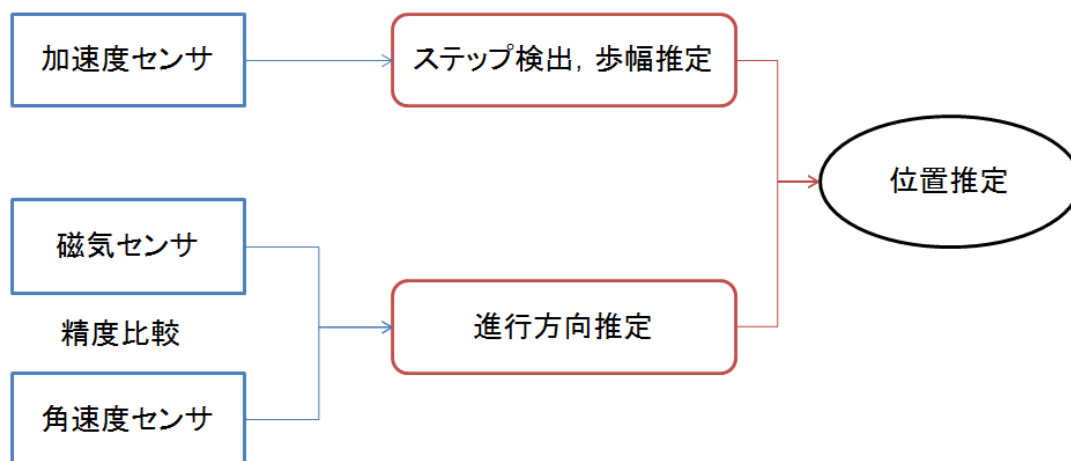 加速度センサ
ステップ検出, 歩幅推定
位置推定
磁気センサ
精度比較
進行方向推定
角速度センサ